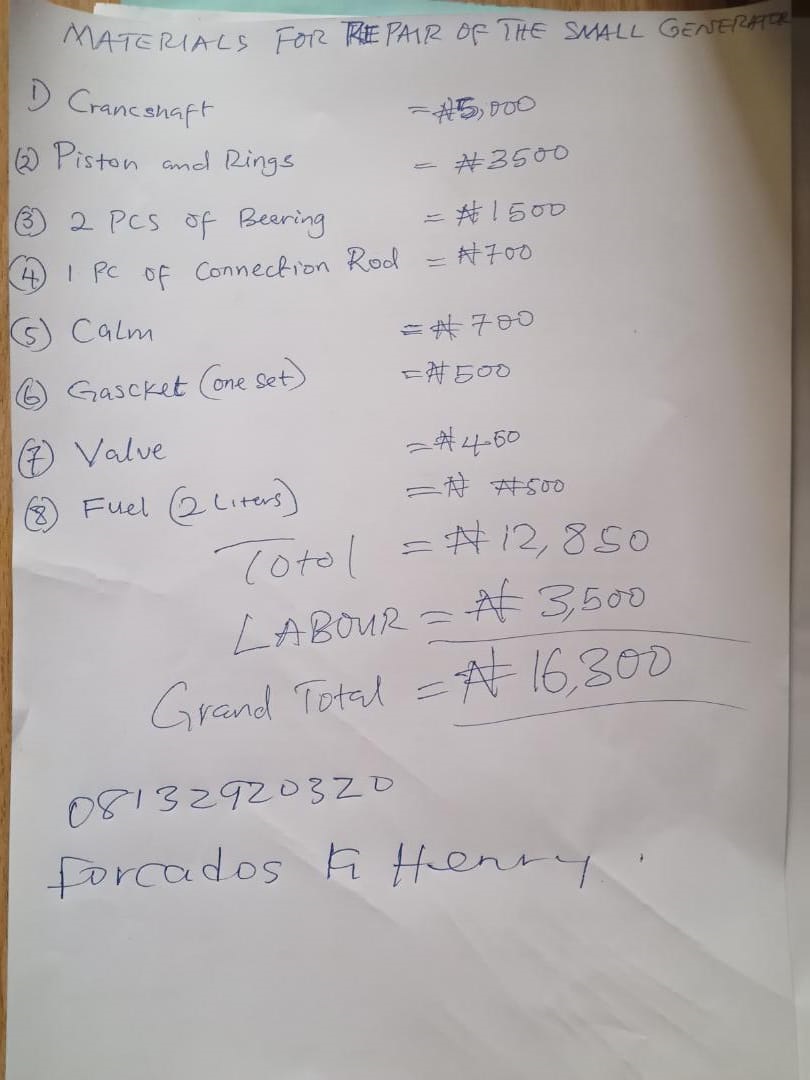 MATERIALS FOR REPAIR OF THE SMALL GENERATOR
1) Crancshaft = ₦5,000
(2) Piston and Rings = ₦3500
(3) 2 Pcs of Beering = ₦1500
(4) 1 Pc of Connection Rod = ₦700
(5) Calm = ₦700
(6) Gascket (one set) = ₦500
(7) Valve = ₦450
(8) Fuel (2 Liters) = ₦ ₦500
Total = ₦12,850
LABOUR = ₦3,500
Grand Total = ₦16,300
08132920320
Forcados Henry.